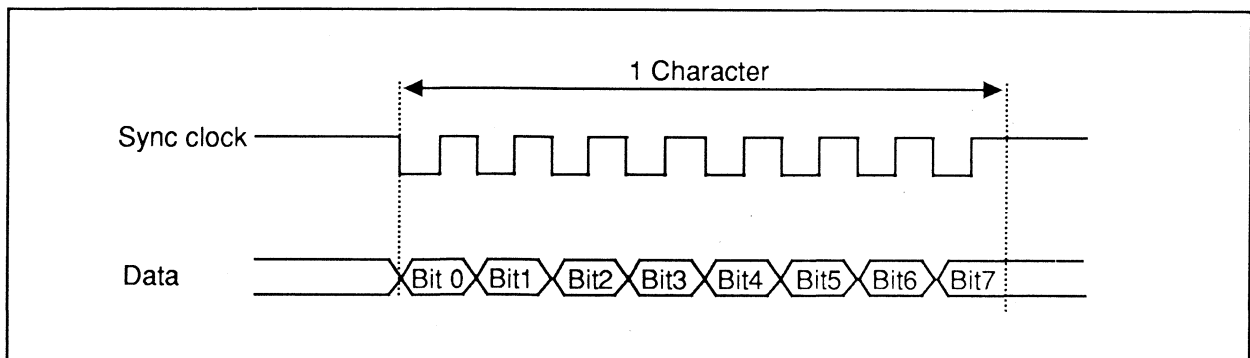 1 Character
Sync clock
Data
Bit 0 Bit1 Bit2 Bit3 Bit4 Bit5 Bit6 Bit7